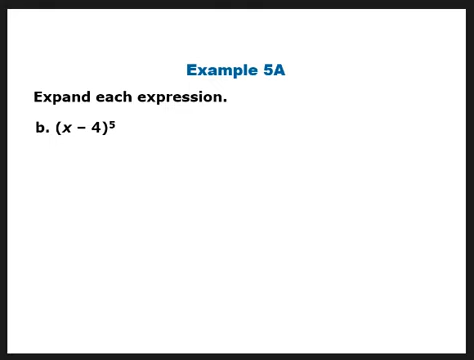 Example 5A
Expand each expression.
b. (x – 4)⁵